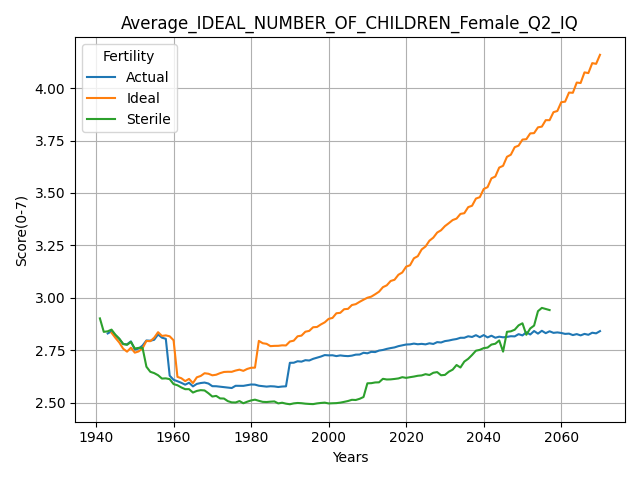 Average_IDEAL_NUMBER_OF_CHILDREN_Female_Q2_IQ
Fertility
Actual
Ideal
Sterile
Score(0-7)
4.00
3.75
3.50
3.25
3.00
2.75
2.50
1940 1960 1980 2000 2020 2040 2060
Years